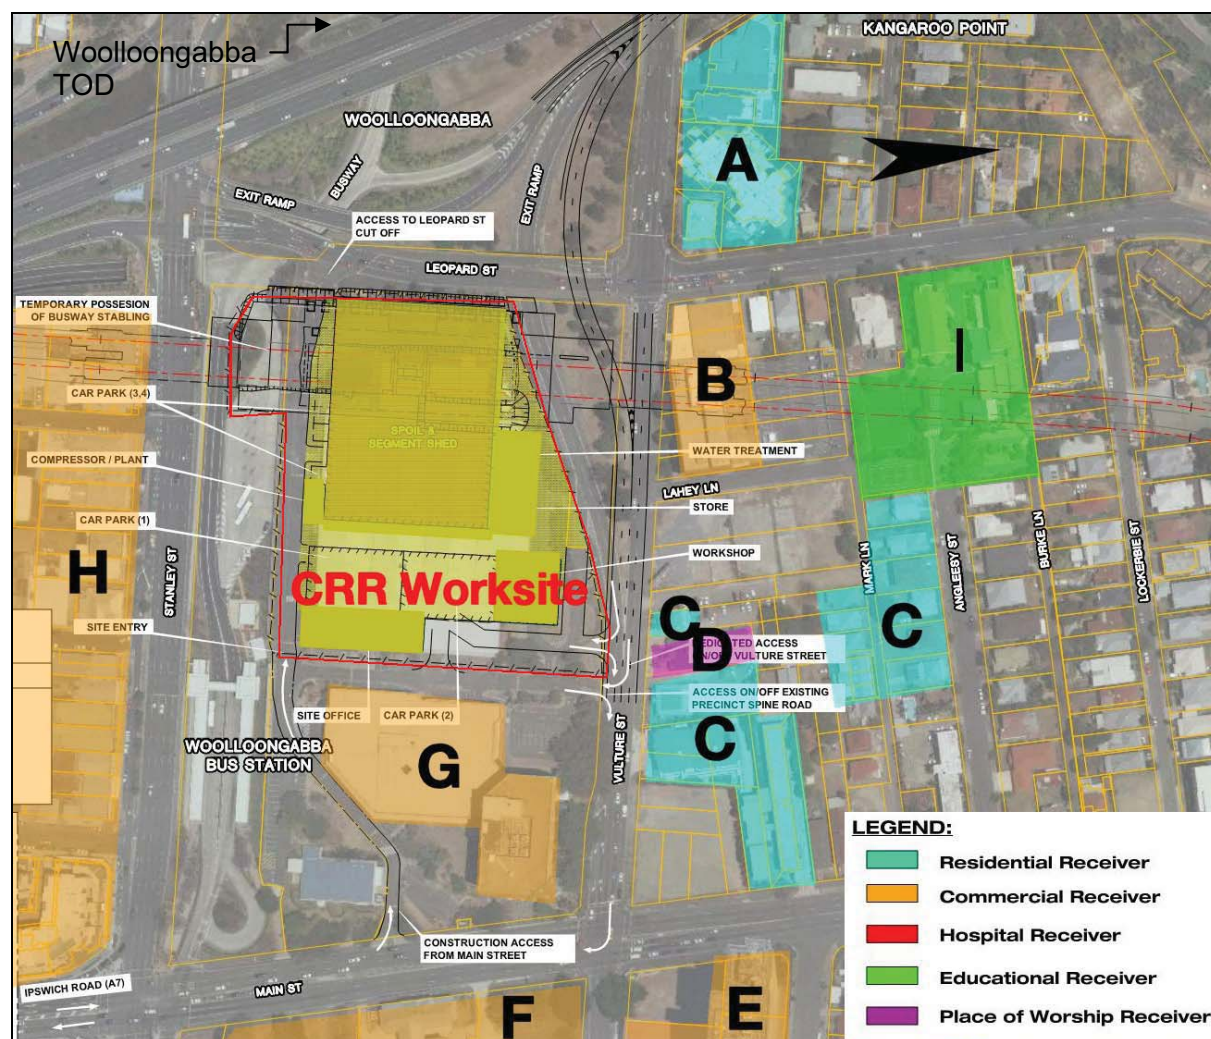 Woolloongabba
TOD
KANGAROO POINT
WOOLLOONGABBA
BUSWAY
EXIT RAMP
EXIT RAMP
A
ACCESS TO LEOPARD ST
CUT OFF
LEOPARD ST
TEMPORARY POSSESION
OF BUSWAY STABLING
B
I
CAR PARK (3,4)
SPOIL &
SEGMENT SHED
COMPRESSOR / PLANT
WATER TREATMENT
LAHEY LN
STORE
CAR PARK (1)
WORKSHOP
H
STANLEY ST
CRR Worksite
MARK LN
ANGLEESY ST
BURKE LN
LOCKERBIE ST
SITE ENTRY
C
D
C
ACCESS
VULTURE STREET
ACCESS ON/OFF EXISTING
PRECINCT SPINE ROAD
SITE OFFICE
CAR PARK (2)
WOOLLOONGABBA
BUS STATION
G
VULTURE ST
C
CONSTRUCTION ACCESS
FROM MAIN STREET
IPSWICH ROAD (A7)
MAIN ST
F
E
LEGEND:
Residential Receiver
Commercial Receiver
Hospital Receiver
Educational Receiver
Place of Worship Receiver